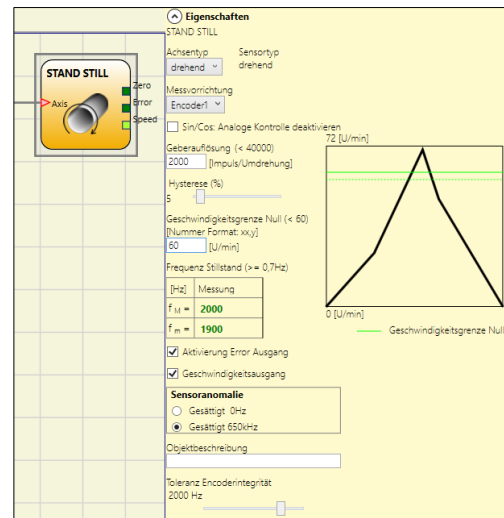 Eigenschaften
STAND STILL
Achsentyp Sensortyp
drehend drehend
Messvorrichtung
Encoder1
Sin/Cos: Analoge Kontrolle deaktivieren
Geberauflösung (< 40000)
2000 [Impuls/Umdrehung]
Hysterese (%)
5
Geschwindigkeitsgrenze Null (< 60)
[Nummer Format: xx,y]
60 [U/min]
Frequenz Stillstand (>= 0,7Hz)
[Hz] Messung
f M = 2000
f m = 1900
Aktivierung Error Ausgang
Geschwindigkeitsausgang
Sensoranomalie
Gesättigt 0Hz
Gesättigt 650kHz
Objektbeschreibung
Toleranz Encoderintegrität
2000 Hz
STAND STILL
Axis
Zero
Error
Speed
72 [U/min]
0 [U/min]
Geschwindigkeitsgrenze Null